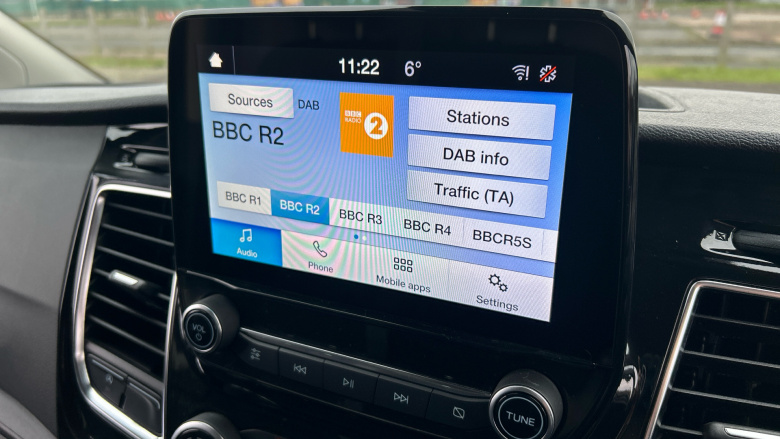 11:22 6°
Sources DAB
BBC RADIO 2
Stations
BBC R2
DAB info
Traffic (TA)
BBC R1 BBC R2 BBC R3 BBC R4 BBCR5S
Audio Phone Mobile apps Settings
VOL
TUNE